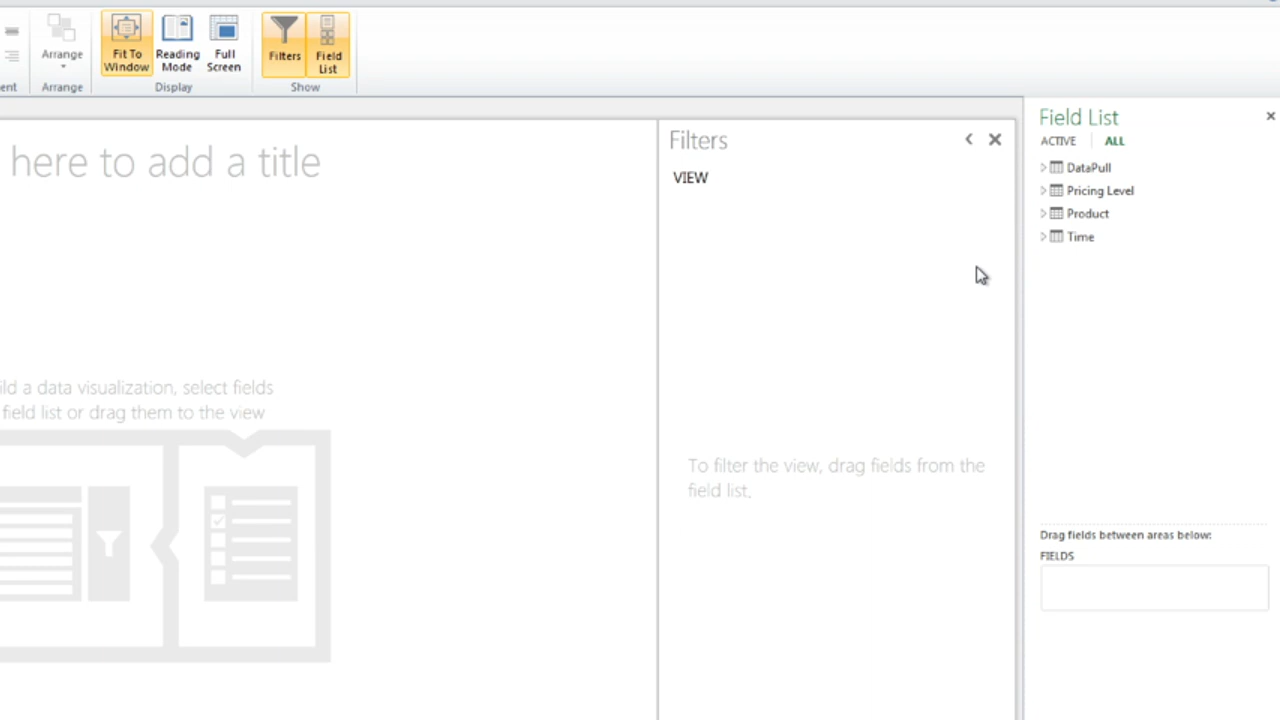 Arrange
Fit To
Window
Reading
Mode
Full
Screen
Filters
Field
List
ent
Arrange
Display
Show
here to add a title
ild a data visualization, select fields
field list or drag them to the view
Filters
VIEW
To filter the view, drag fields from the
field list.
Field List
ACTIVE
ALL
DataPull
Pricing Level
Product
Time
Drag fields between areas below:
FIELDS